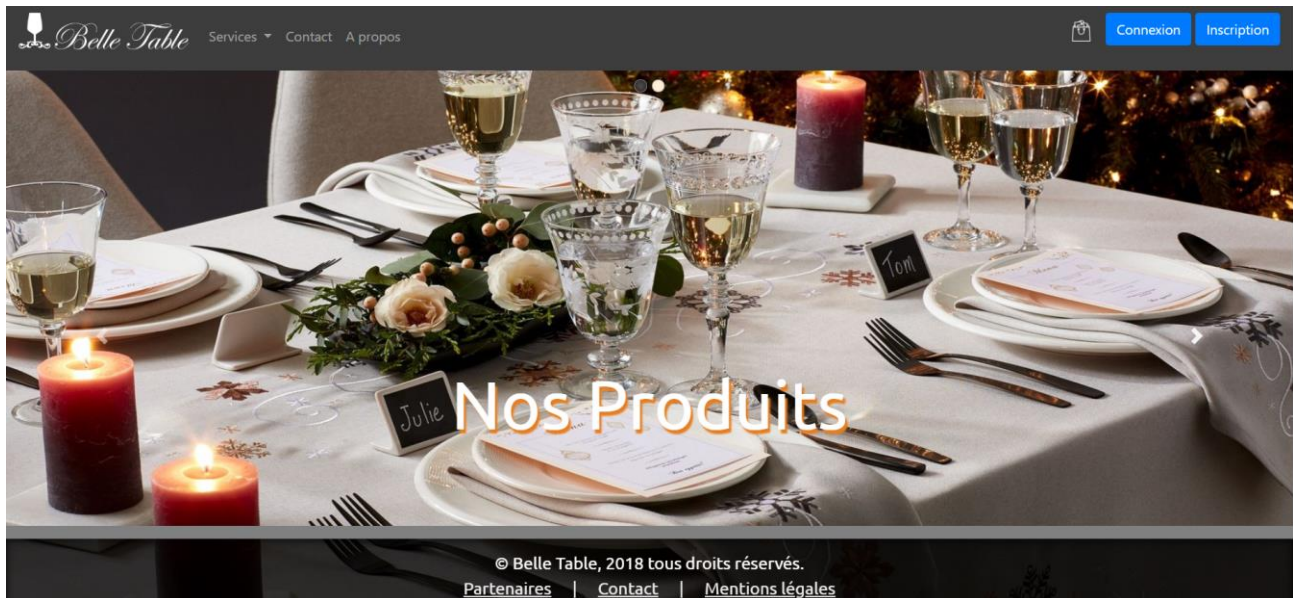 Belle Table Services Contact A propos 0 Connexion Inscription
Tom
Julie
Nos Produits
© Belle Table, 2018 tous droits réservés.
Partenaires | Contact | Mentions légales